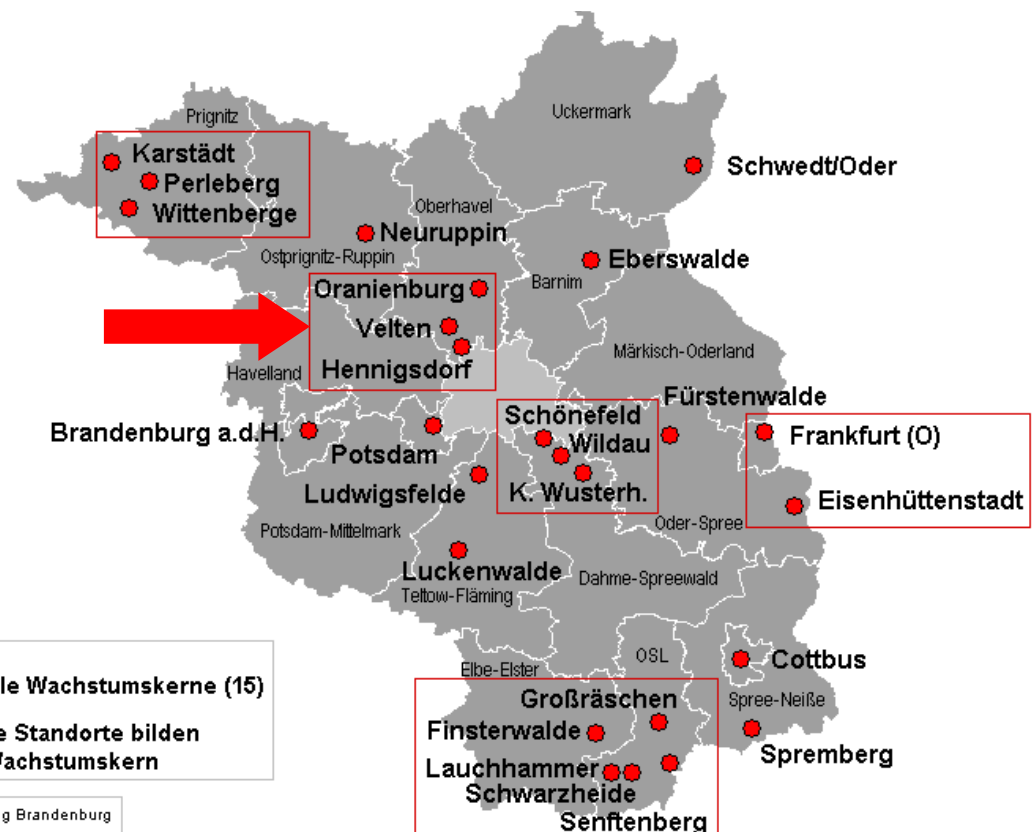 Uckermark
Prignitz
Karstädt
Perleberg
Wittenberge
Schwedt/Oder
Oberhavel
Neuruppin
Ostprignitz-Ruppin
Eberswalde
Barnim
Oranienburg
Velten
Hennigsdorf
Märkisch-Oderland
Havelland
Fürstenwalde
Schönefeld
Brandenburg a.d.H.
Potsdam
Wildau
Frankfurt (O)
Ludwigsfelde
K. Wusterh.
Eisenhüttenstadt
Potsdam-Mittelmark
Oder-Spree
Luckenwalde
Teltow-Fläming
Dahme-Spreewald
OSL
Cottbus
Elbe-Elster
le Wachstumskerne (15)
Großräschen
Spree-Neiße
Finsterwalde
e Standorte bilden
Wachstumskern
Spremberg
Lauchhammer
Schwarzheide
g Brandenburg
Senftenberg